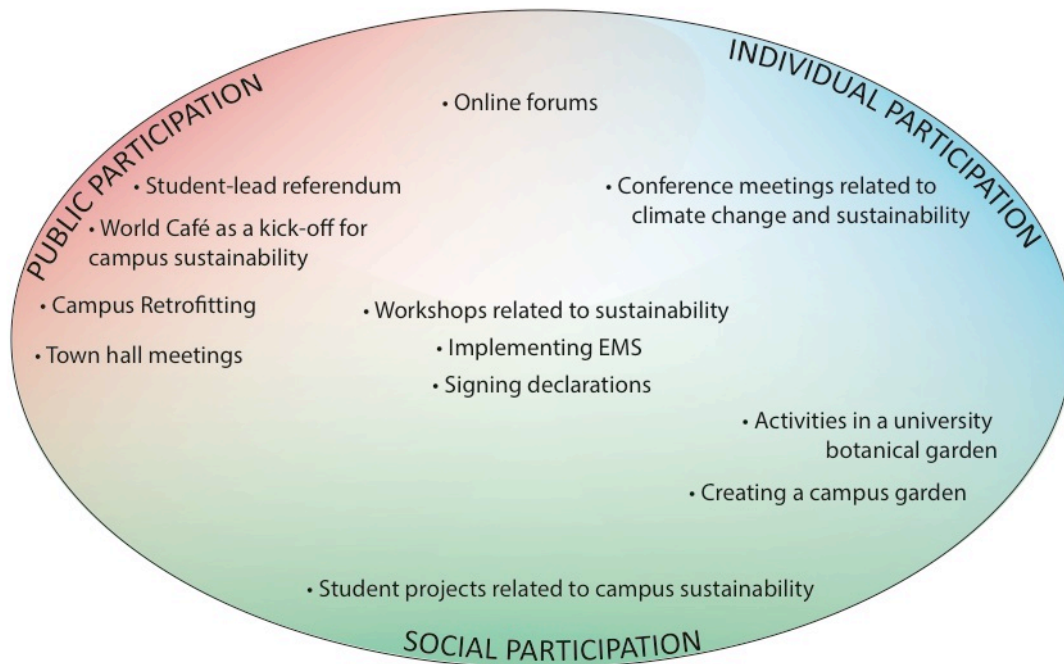 PUBLIC PARTICIPATION
INDIVIDUAL PARTICIPATION
• Online forums
• Student-lead referendum
• Conference meetings related to
climate change and sustainability
• World Café as a kick-off for
campus sustainability
• Campus Retrofitting
• Workshops related to sustainability
• Town hall meetings
• Implementing EMS
• Signing declarations
• Activities in a university
botanical garden
• Creating a campus garden
• Student projects related to campus sustainability
SOCIAL PARTICIPATION